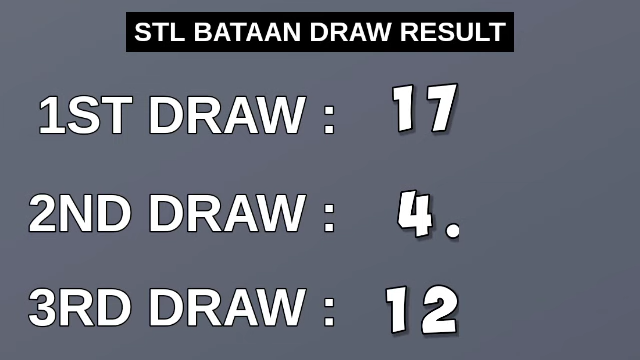 STL BATAAN DRAW RESULT
1ST DRAW : 17
2ND DRAW : 4.
3RD DRAW : 12